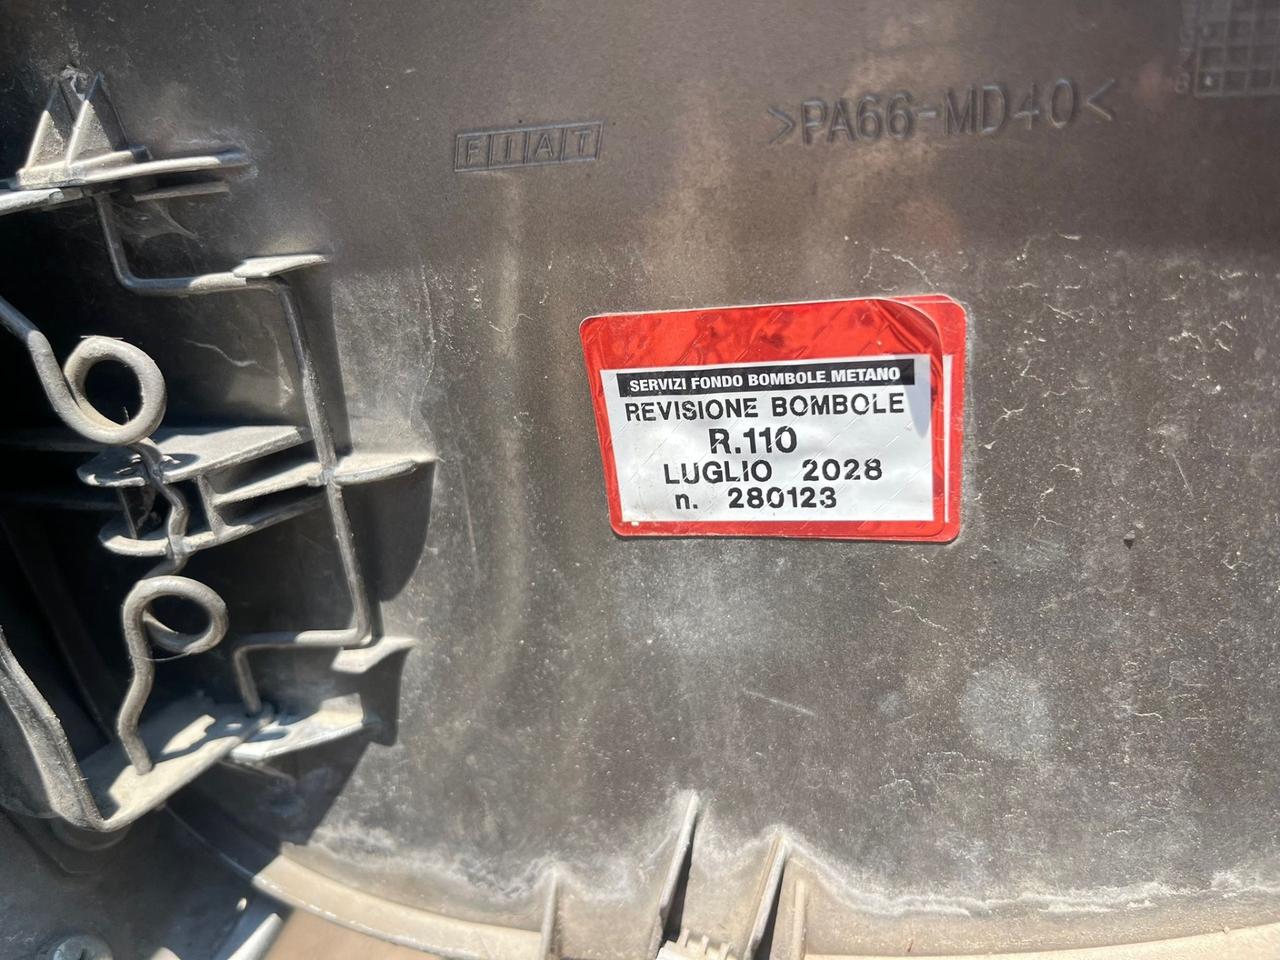 FIAT
>PA66-MD40<
SERVIZI FONDO BOMBOLE METANO
REVISIONE BOMBOLE
R.110
LUGLIO 2028
n. 280123